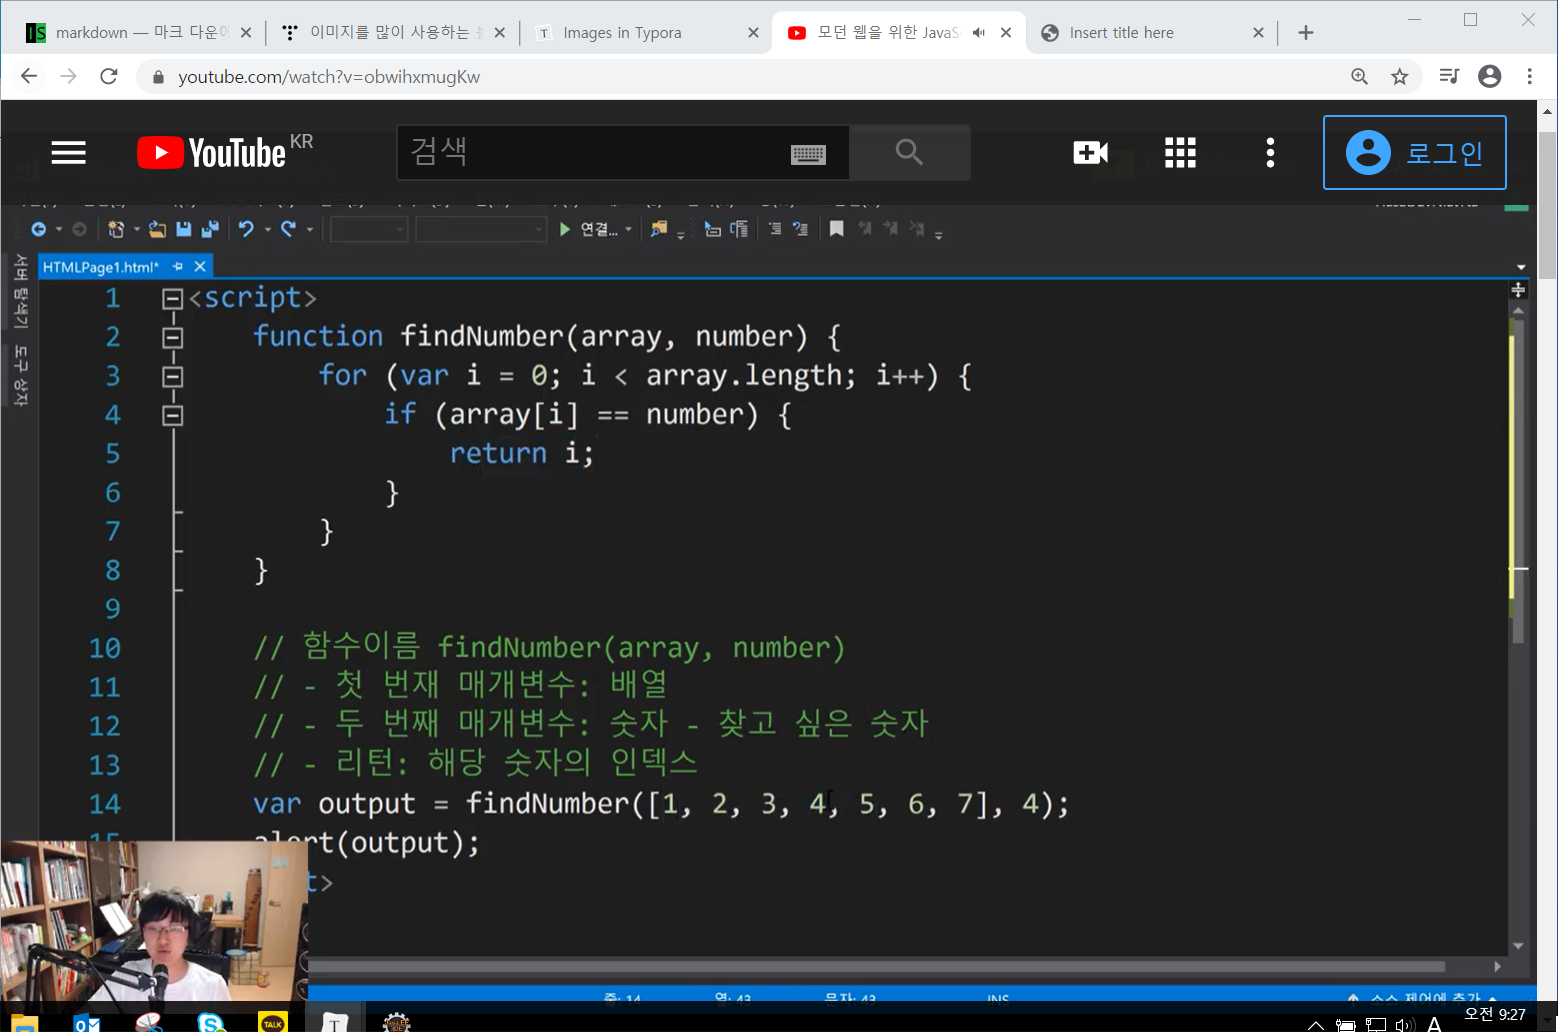 markdown — 마크 다운에
이미지를 많이 사용하는 블
Images in Typora
모던 웹을 위한 JavaSc
Insert title here
youtube.com/watch?v=obwihxmugKw
YouTube KR
검색
로그인
연결...
서버 탐색기
도구 상자
HTMLPage1.html*
1 <script>
2 function findNumber(array, number) {
3 for (var i = 0; i < array.length; i++) {
4 if (array[i] == number) {
5 return i;
6 }
7 }
8 }
9
10 // 함수이름 findNumber(array, number)
11 // - 첫 번재 매개변수: 배열
12 // - 두 번째 매개변수: 숫자 - 찾고 싶은 숫자
13 // - 리턴: 해당 숫자의 인덱스
14 var output = findNumber([1, 2, 3, 4, 5, 6, 7], 4);
15 alert(output);
t>
줄: 14 열: 43 문자: 43 INS 소스 제어에 추가
TALK
A
오전 9:27